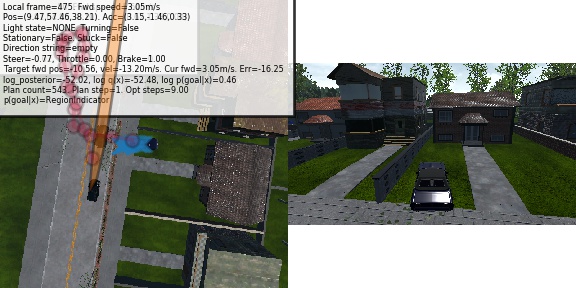 Local frame=475: Fwd speed=3.05m/s
Pos=(9.47,57.46,38.21). Acc=(3.15,-1.46,0.33)
Light state=NONE, Turning=False
Stationary=False, Stuck=False
Direction string=empty
Steer=-0.77, Throttle=0.00, Brake=1.00
Target fwd pos=-10.56, vel=-13.20m/s. Cur fwd=3.05m/s. Err=-16.25
log_posterior=-52.02, log q(x)=-52.48, log p(goal|x)=0.46
Plan count=543, Plan step=1. Opt steps=9.00
p(goal|x)=RegionIndicator